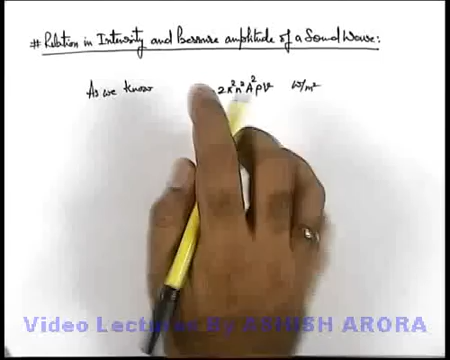 # Relation in Intensity and Pressure amplitude of a Sound Wave:
As we know 2π²n²A²ρv W/m²
Video Lectures By ASHISH ARORA